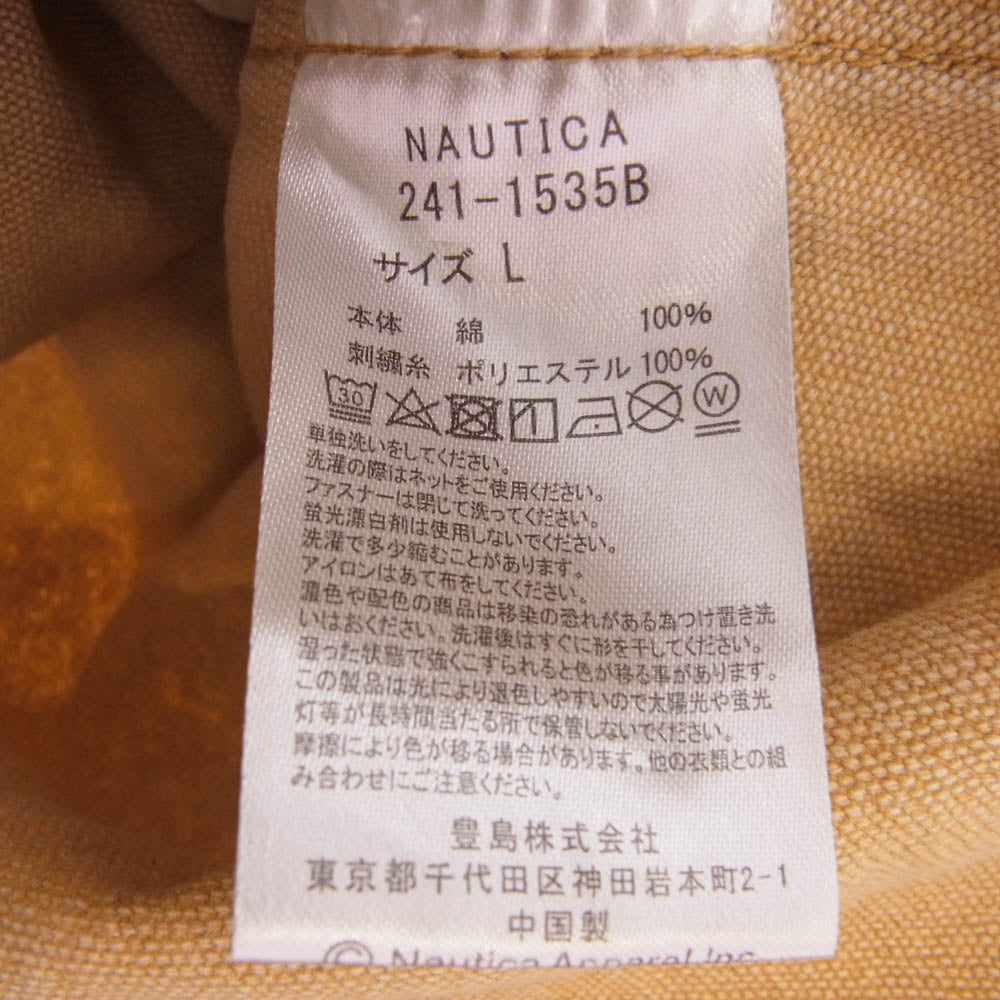 NAUTICA
241-1535B
サイズ L
本体 綿 100%
刺繍糸 ポリエステル 100%
30 W
単独洗いをしてください。
洗濯の際はネットをご使用ください。
ファスナーは閉じて洗ってください。
蛍光漂白剤は使用しないでください。
洗濯で多少縮むことがあります。
アイロンはあて布をしてください。
濃色や配色の商品は移染の恐れがある為つけ置き洗
いはおください。洗濯後はすぐに形を干してください。
湿った状態で強くこすられると色が移る事があります。
この製品は光により退色しやすいので太陽光や蛍光
灯等が長時間当たる所で保管しないでください。
摩擦により色が移る場合があります。他の衣類との組
み合わせにご注意ください。
豊島株式会社
東京都千代田区神田岩本町2-1
中国製
© Nautica Apparel Inc